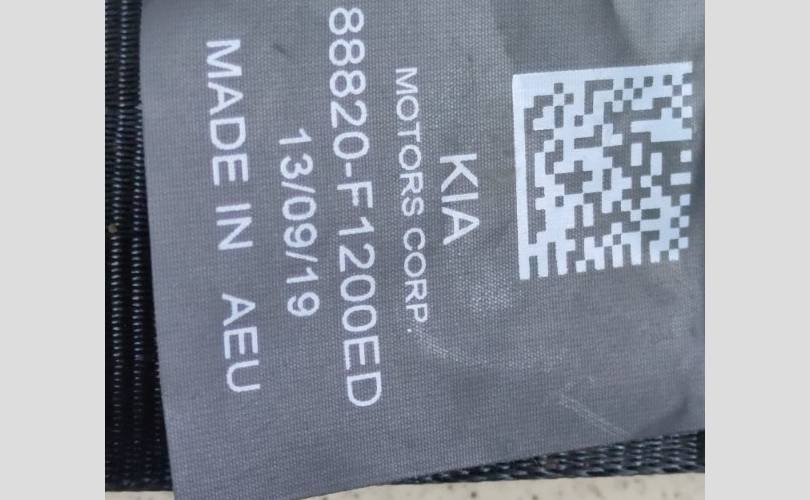 KIA
MOTORS CORP.
88820-F1200ED
13/09/19
MADE IN AEU